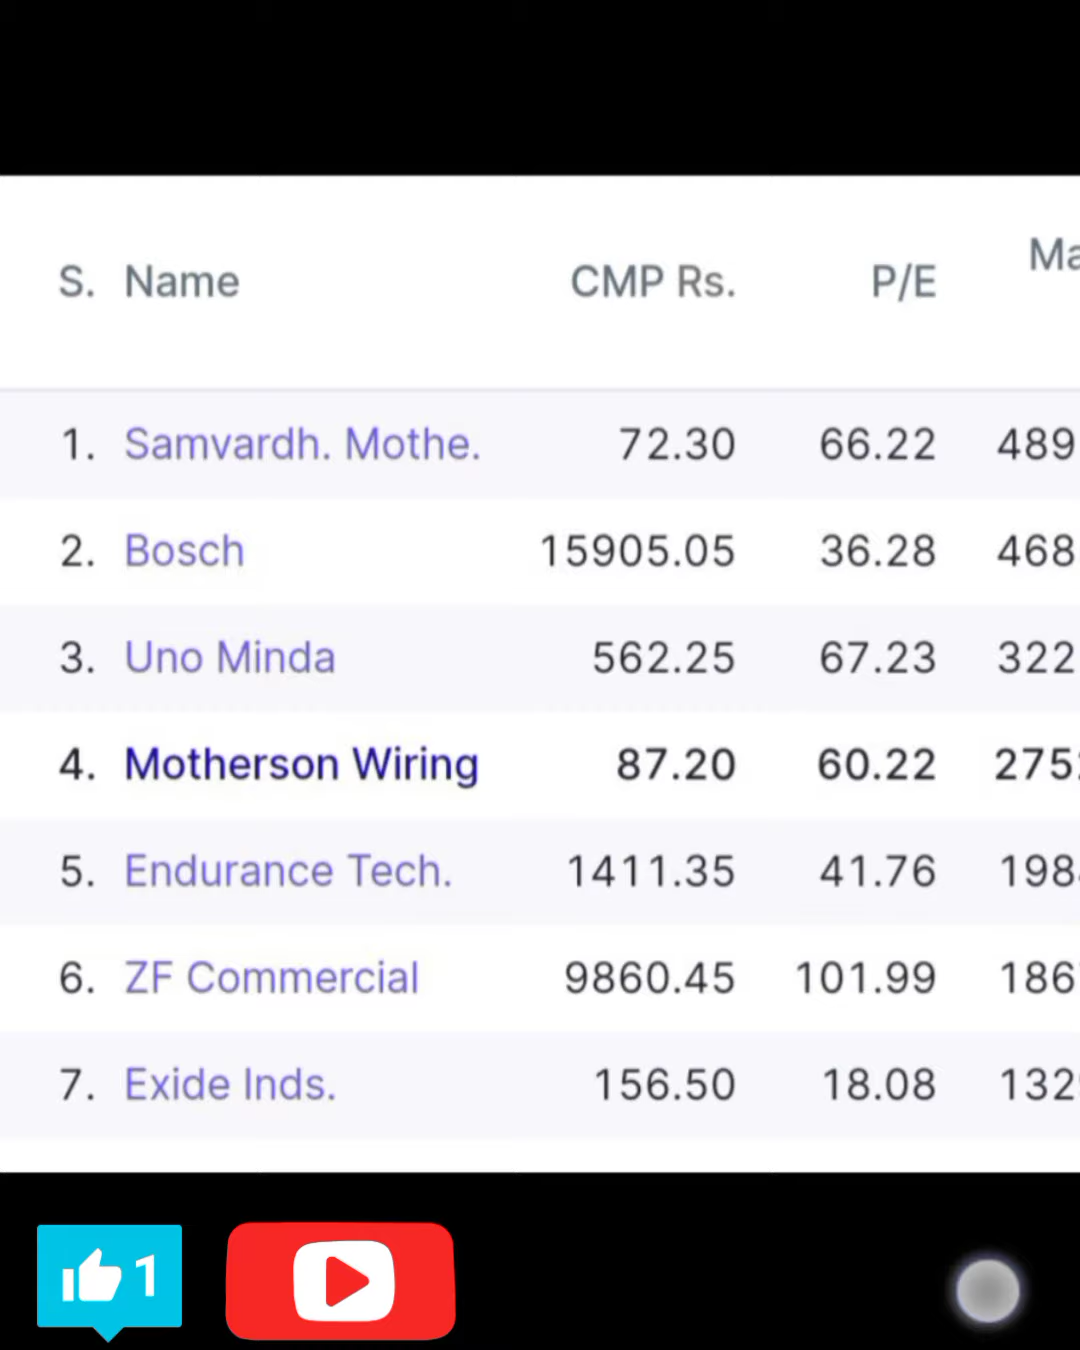 S. Name CMP Rs. P/E Ma
1. Samvardh. Mothe. 72.30 66.22 489
2. Bosch 15905.05 36.28 468
3. Uno Minda 562.25 67.23 322
4. Motherson Wiring 87.20 60.22 275
5. Endurance Tech. 1411.35 41.76 198
6. ZF Commercial 9860.45 101.99 186
7. Exide Inds. 156.50 18.08 132
1